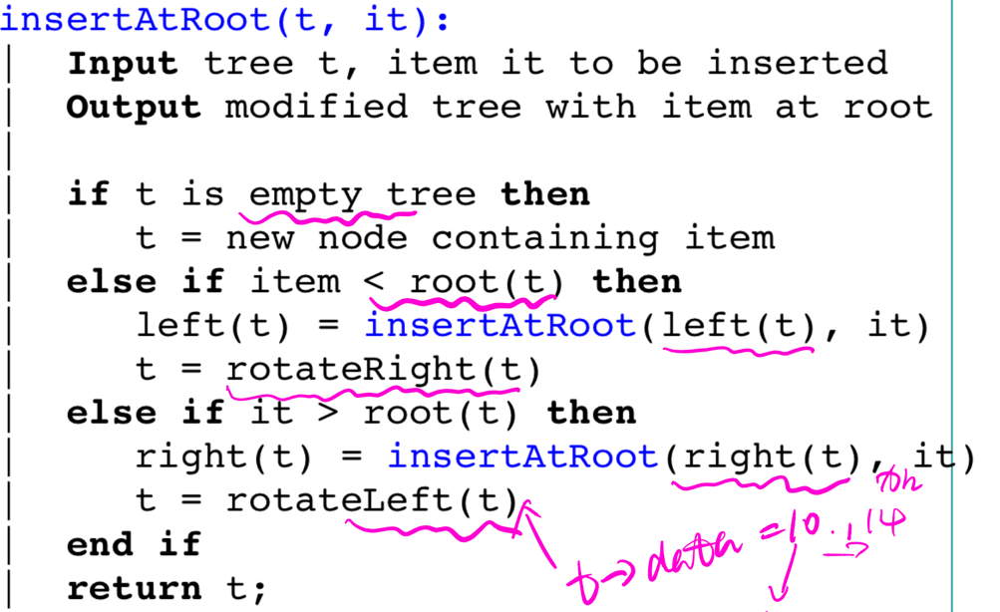 insertAtRoot(t, it):
Input tree t, item it to be inserted
Output modified tree with item at root
if t is empty tree then
t = new node containing item
else if item < root(t) then
left(t) = insertAtRoot(left(t), it)
t = rotateRight(t)
else if it > root(t) then
right(t) = insertAtRoot(right(t), it)
t = rotateLeft(t)
t→data = 10 → 14
end if
return t;